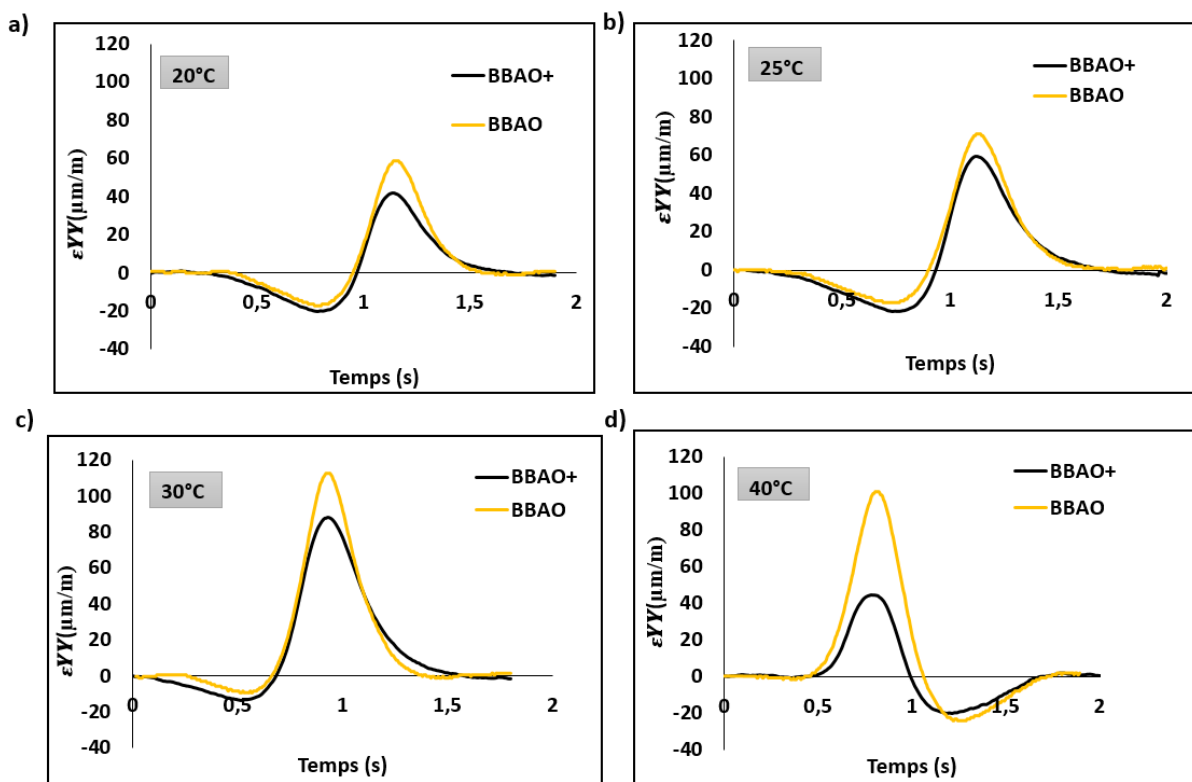 a)
120
100
80
60
40
20
0
-20
-40
εYY(μm/m)
20°C
BBAO+
BBAO
0 0,5 1 1,5 2
Temps (s)
b)
120
100
80
60
40
20
0
-20
-40
εYY(μm/m)
25°C
BBAO+
BBAO
0 0,5 1 1,5 2
Temps (s)
c)
120
100
80
60
40
20
0
-20
-40
εYY(μm/m)
30°C
BBAO+
BBAO
0 0,5 1 1,5 2
Temps (s)
d)
120
100
80
60
40
20
0
-20
-40
εYY(μm/m)
40°C
BBAO+
BBAO
0 0,5 1 1,5 2
Temps (s)